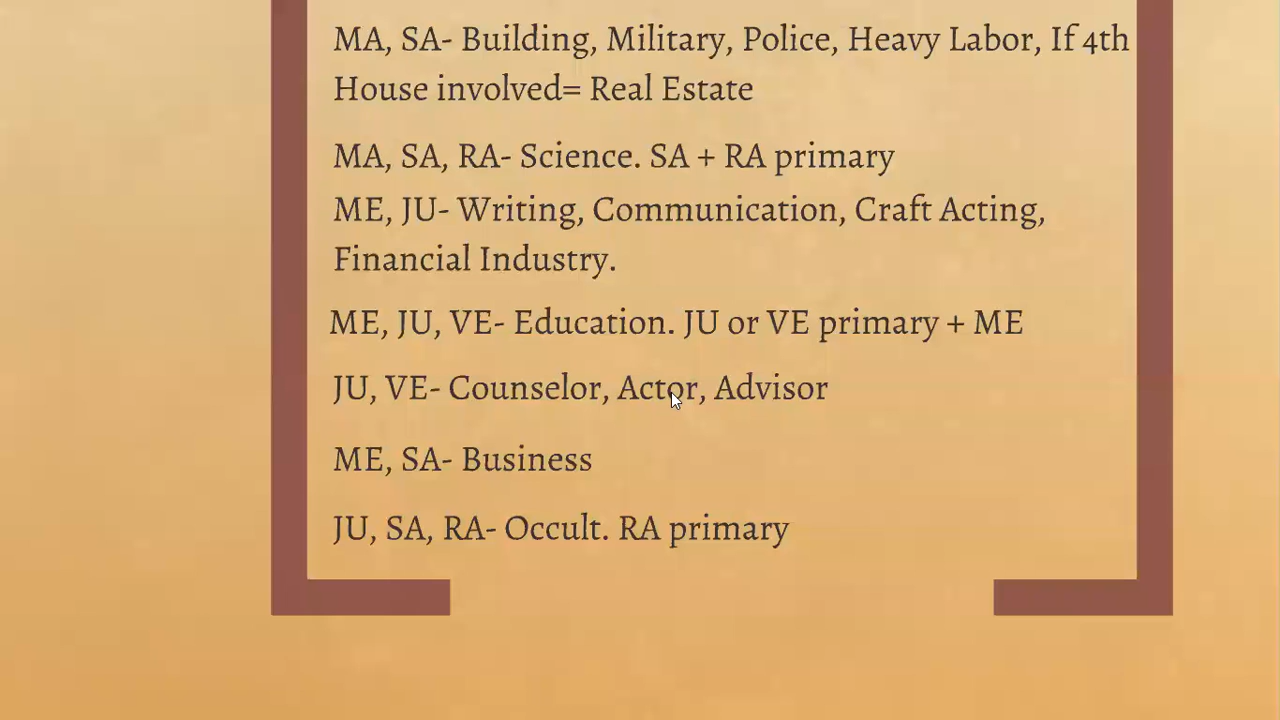 MA, SA- Building, Military, Police, Heavy Labor, If 4th
House involved= Real Estate
MA, SA, RA- Science. SA + RA primary
ME, JU- Writing, Communication, Craft Acting,
Financial Industry.
ME, JU, VE- Education. JU or VE primary + ME
JU, VE- Counselor, Actor, Advisor
ME, SA- Business
JU, SA, RA- Occult. RA primary